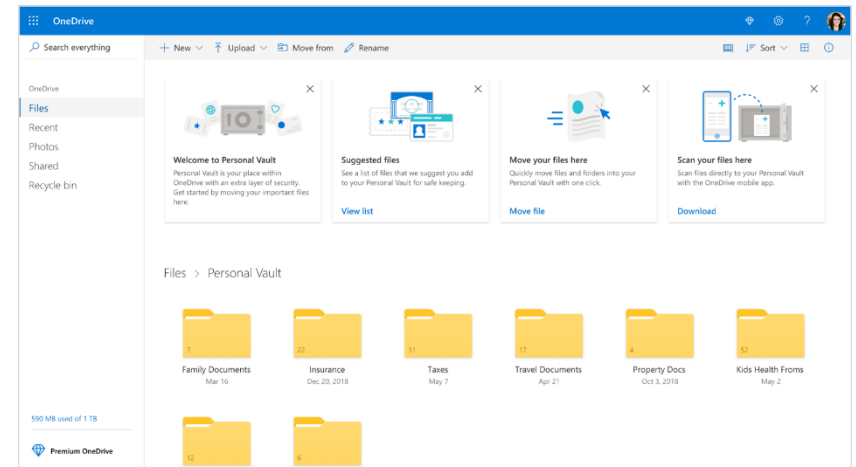 OneDrive
?
Search everything
New
Upload
Move from
Rename
Sort
OneDrive
Files
Recent
Photos
Shared
Recycle bin
590 MB used of 1 TB
Premium OneDrive
Welcome to Personal Vault
Personal Vault is your place within
OneDrive with an extra layer of security.
Get started by moving your important files
here.
Suggested files
See a list of files that we suggest you add
to your Personal Vault for safe keeping.
View list
Move your files here
Quickly move files and folders into your
Personal Vault with one click.
Move file
Scan your files here
Scan files directly to your Personal Vault
with the OneDrive mobile app.
Download
Files > Personal Vault
7
Family Documents
Mar 16
22
Insurance
Dec 20, 2018
31
Taxes
May 7
17
Travel Documents
Apr 21
4
Property Docs
Oct 3, 2018
52
Kids Health Froms
May 2
12
6